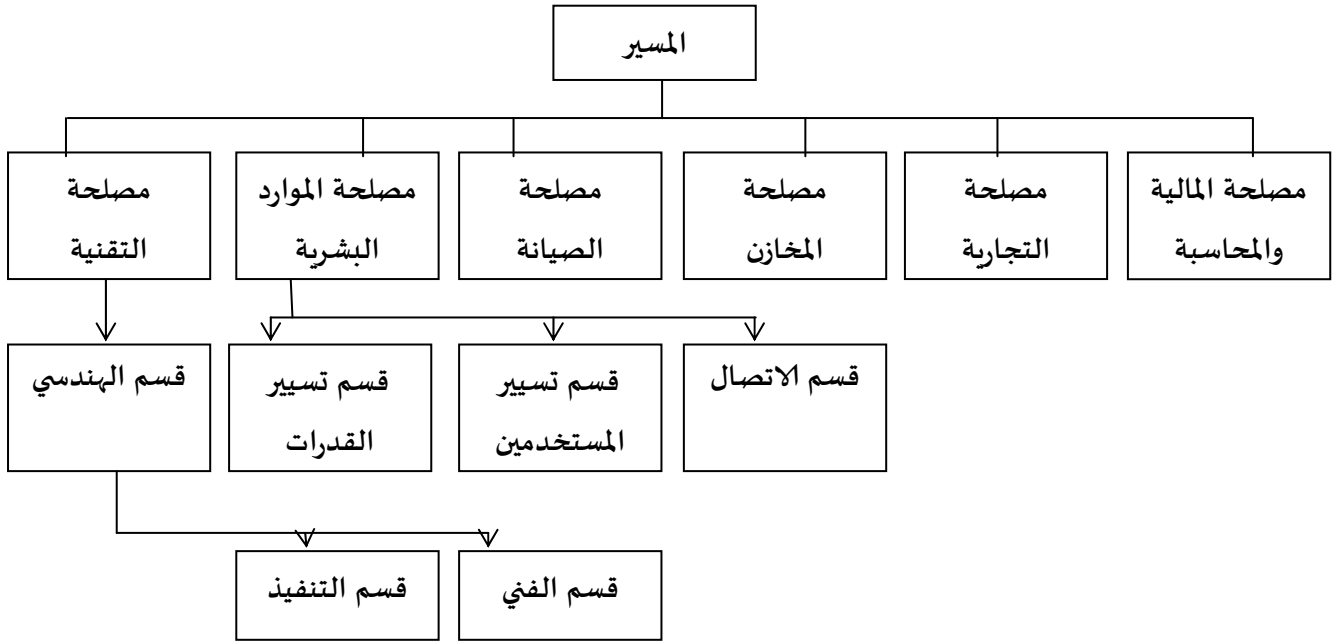 المسير
مصلحة المالية
والمحاسبة
مصلحة
التجارية
مصلحة
المخازن
مصلحة
الصيانة
مصلحة الموارد
البشرية
مصلحة
التقنية
قسم الاتصال
قسم تسيير
المستخدمين
قسم تسيير
القدرات
قسم الهندسي
قسم الفني
قسم التنفيذ